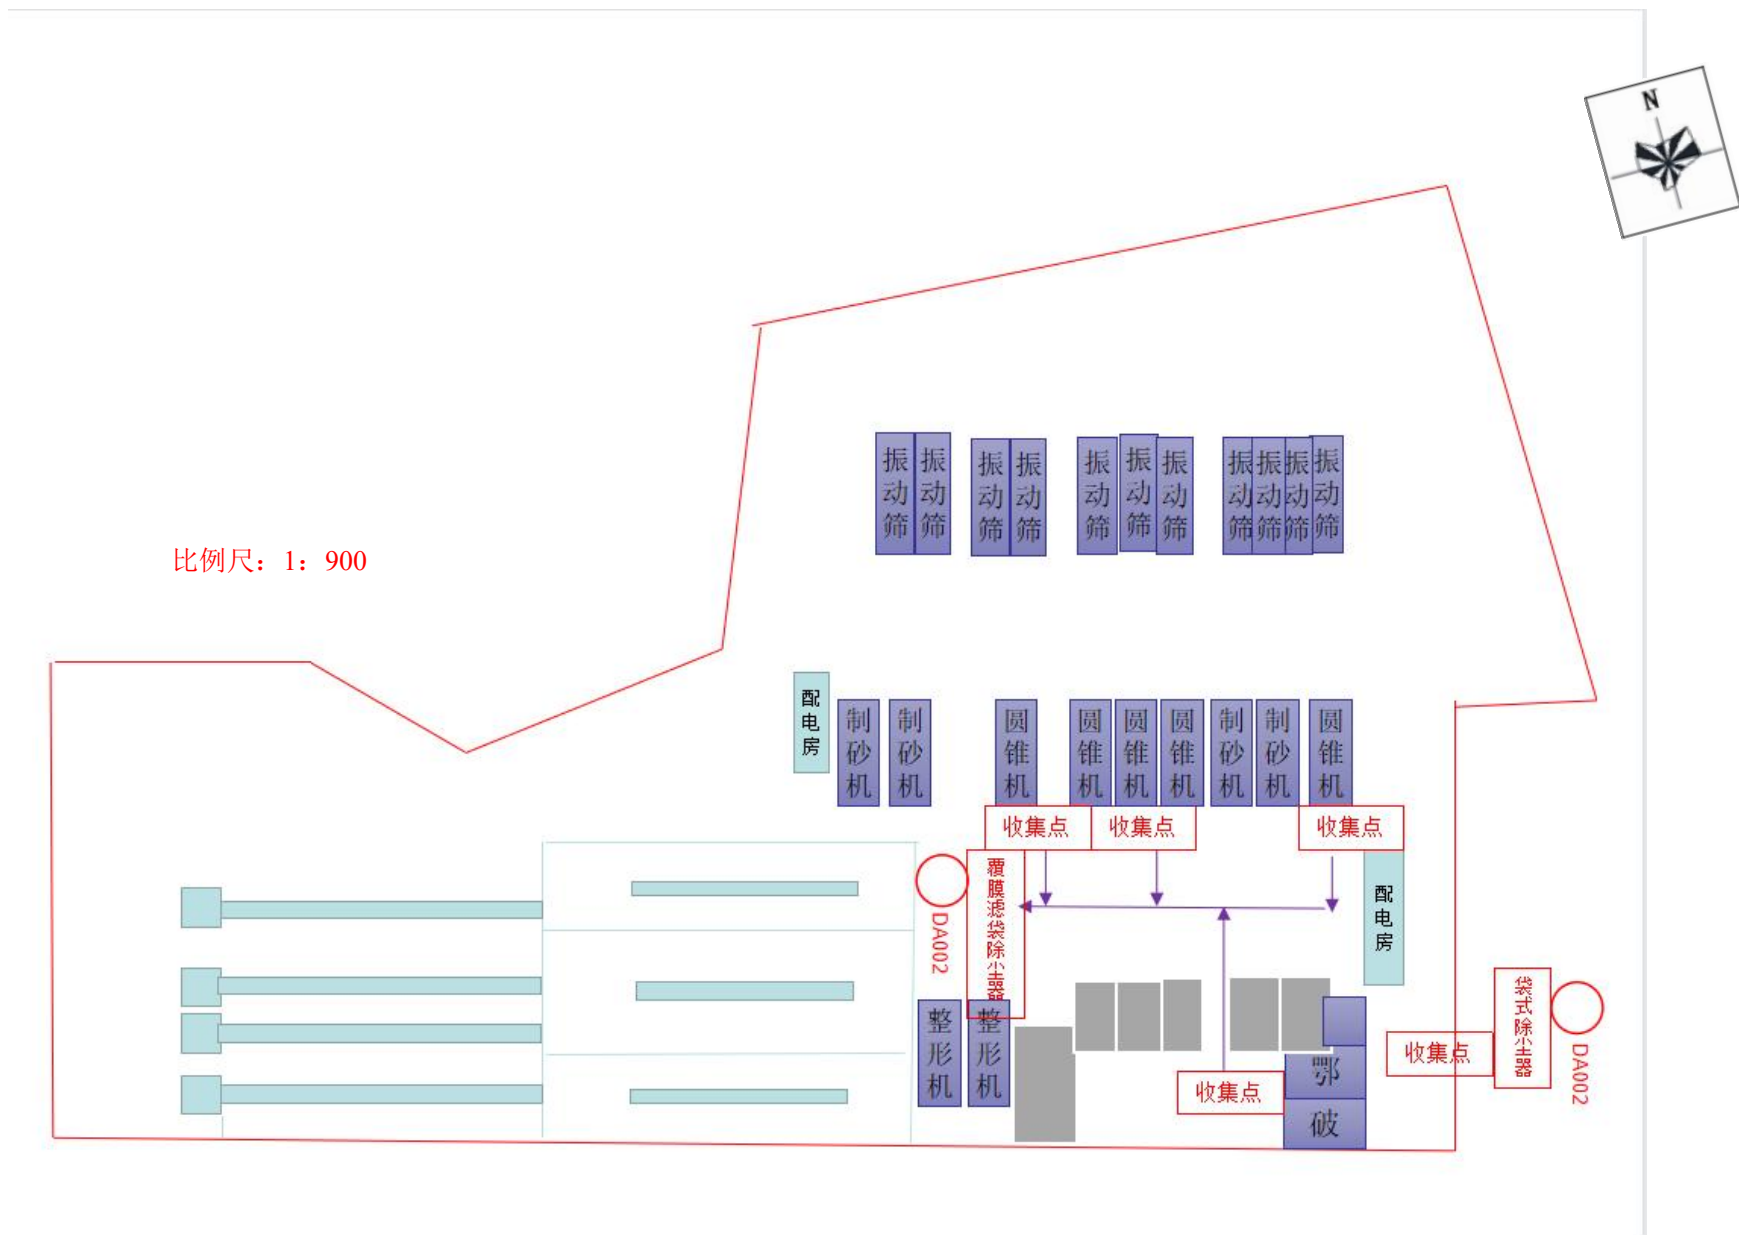 N
振动筛
振动筛
振动筛
振动筛
振动筛
振动筛
振动筛
振动筛
振动筛
振动筛
振动筛
比例尺：1：900
配电房
制砂机
制砂机
圆锥机
圆锥机
圆锥机
圆锥机
制砂机
制砂机
圆锥机
收集点
收集点
收集点
DA002
覆膜滤袋除尘器
配电房
整形机
整形机
收集点
鄂破
收集点
袋式除尘器
DA002